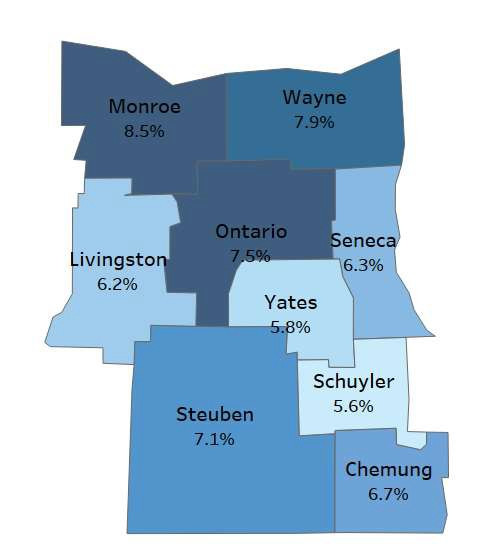 Monroe
8.5%
Wayne
7.9%
Ontario
7.5%
Seneca
6.3%
Livingston
6.2%
Yates
5.8%
Schuyler
5.6%
Steuben
7.1%
Chemung
6.7%